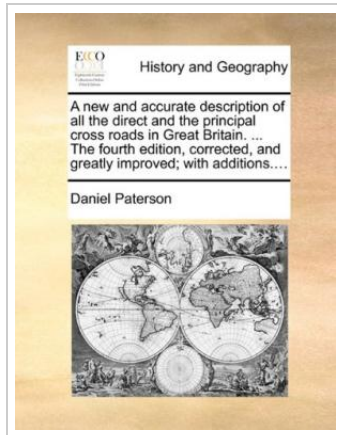 ECCO
History and Geography
A new and accurate description of
all the direct and the principal
cross roads in Great Britain. ...
The fourth edition, corrected, and
greatly improved; with additions....
Daniel Paterson